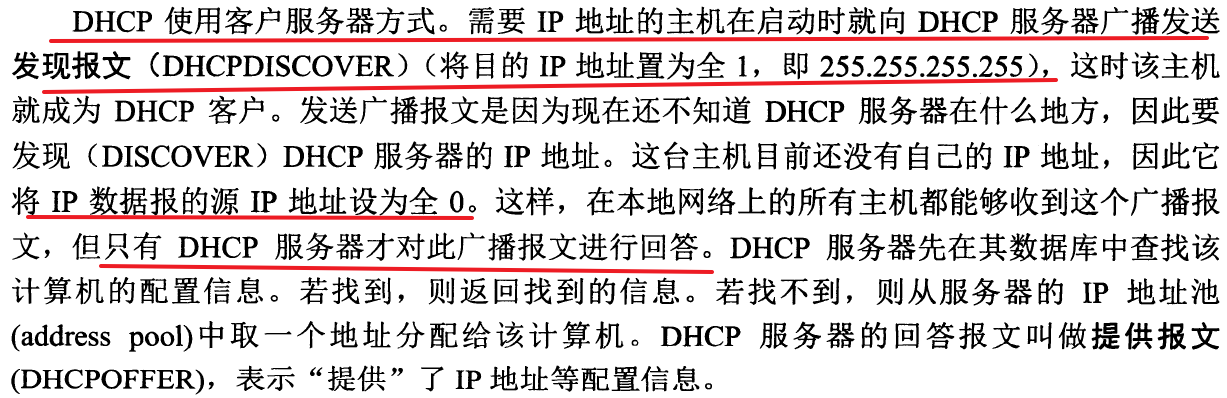 DHCP 使用客户服务器方式。需要 IP 地址的主机在启动时就向 DHCP 服务器广播发送
发现报文（DHCPDISCOVER）（将目的 IP 地址置为全 1，即 255.255.255.255），这时该主机
就成为 DHCP 客户。发送广播报文是因为现在还不知道 DHCP 服务器在什么地方，因此要
发现（DISCOVER）DHCP 服务器的 IP 地址。这台主机目前还没有自己的 IP 地址，因此它
将 IP 数据报的源 IP 地址设为全 0。这样，在本地网络上的所有主机都能够收到这个广播报
文，但只有 DHCP 服务器才对此广播报文进行回答。DHCP 服务器先在其数据库中查找该
计算机的配置信息。若找到，则返回找到的信息。若找不到，则从服务器的 IP 地址池
(address pool)中取一个地址分配给该计算机。DHCP 服务器的回答报文叫做提供报文
(DHCPOFFER)，表示“提供”了 IP 地址等配置信息。